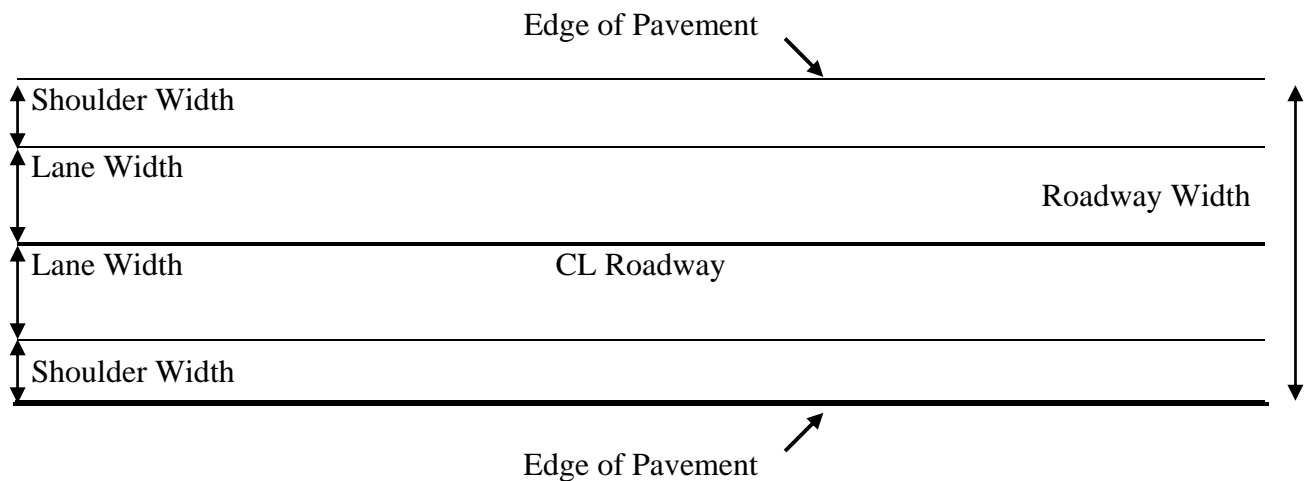 Edge of Pavement
Shoulder Width
Lane Width
Roadway Width
Lane Width
CL Roadway
Shoulder Width
Edge of Pavement